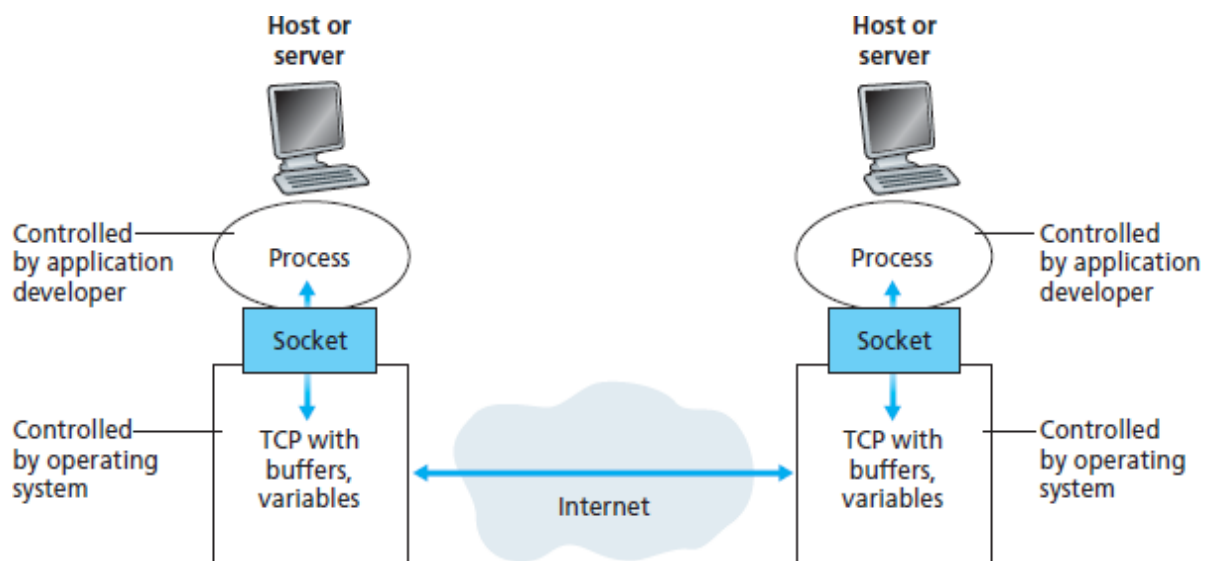 Host or
server
Host or
server
Controlled
by application
developer
Process
Process
Controlled
by application
developer
Socket
Socket
Controlled
by operating
system
TCP with
buffers,
variables
Internet
TCP with
buffers,
variables
Controlled
by operating
system